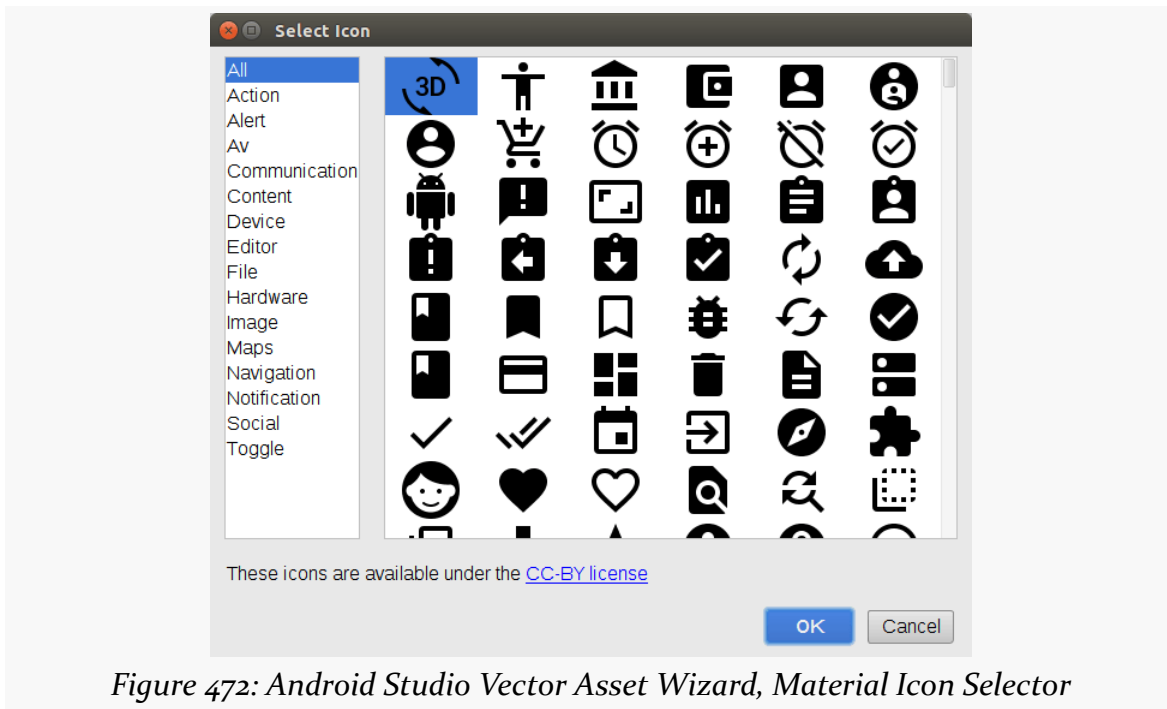 Select Icon
All
Action
Alert
Av
Communication
Content
Device
Editor
File
Hardware
Image
Maps
Navigation
Notification
Social
Toggle
3D
These icons are available under the CC-BY license
OK
Cancel
Figure 472: Android Studio Vector Asset Wizard, Material Icon Selector